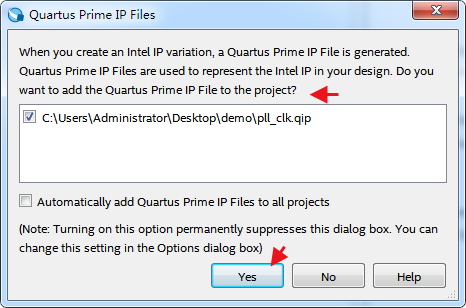 Quartus Prime IP Files
When you create an Intel IP variation, a Quartus Prime IP File is generated.
Quartus Prime IP Files are used to represent the Intel IP in your design. Do you
want to add the Quartus Prime IP File to the project?
C:\Users\Administrator\Desktop\demo\pll_clk.qip
Automatically add Quartus Prime IP Files to all projects
(Note: Turning on this option permanently suppresses this dialog box. You can
change this setting in the Options dialog box)
Yes No Help